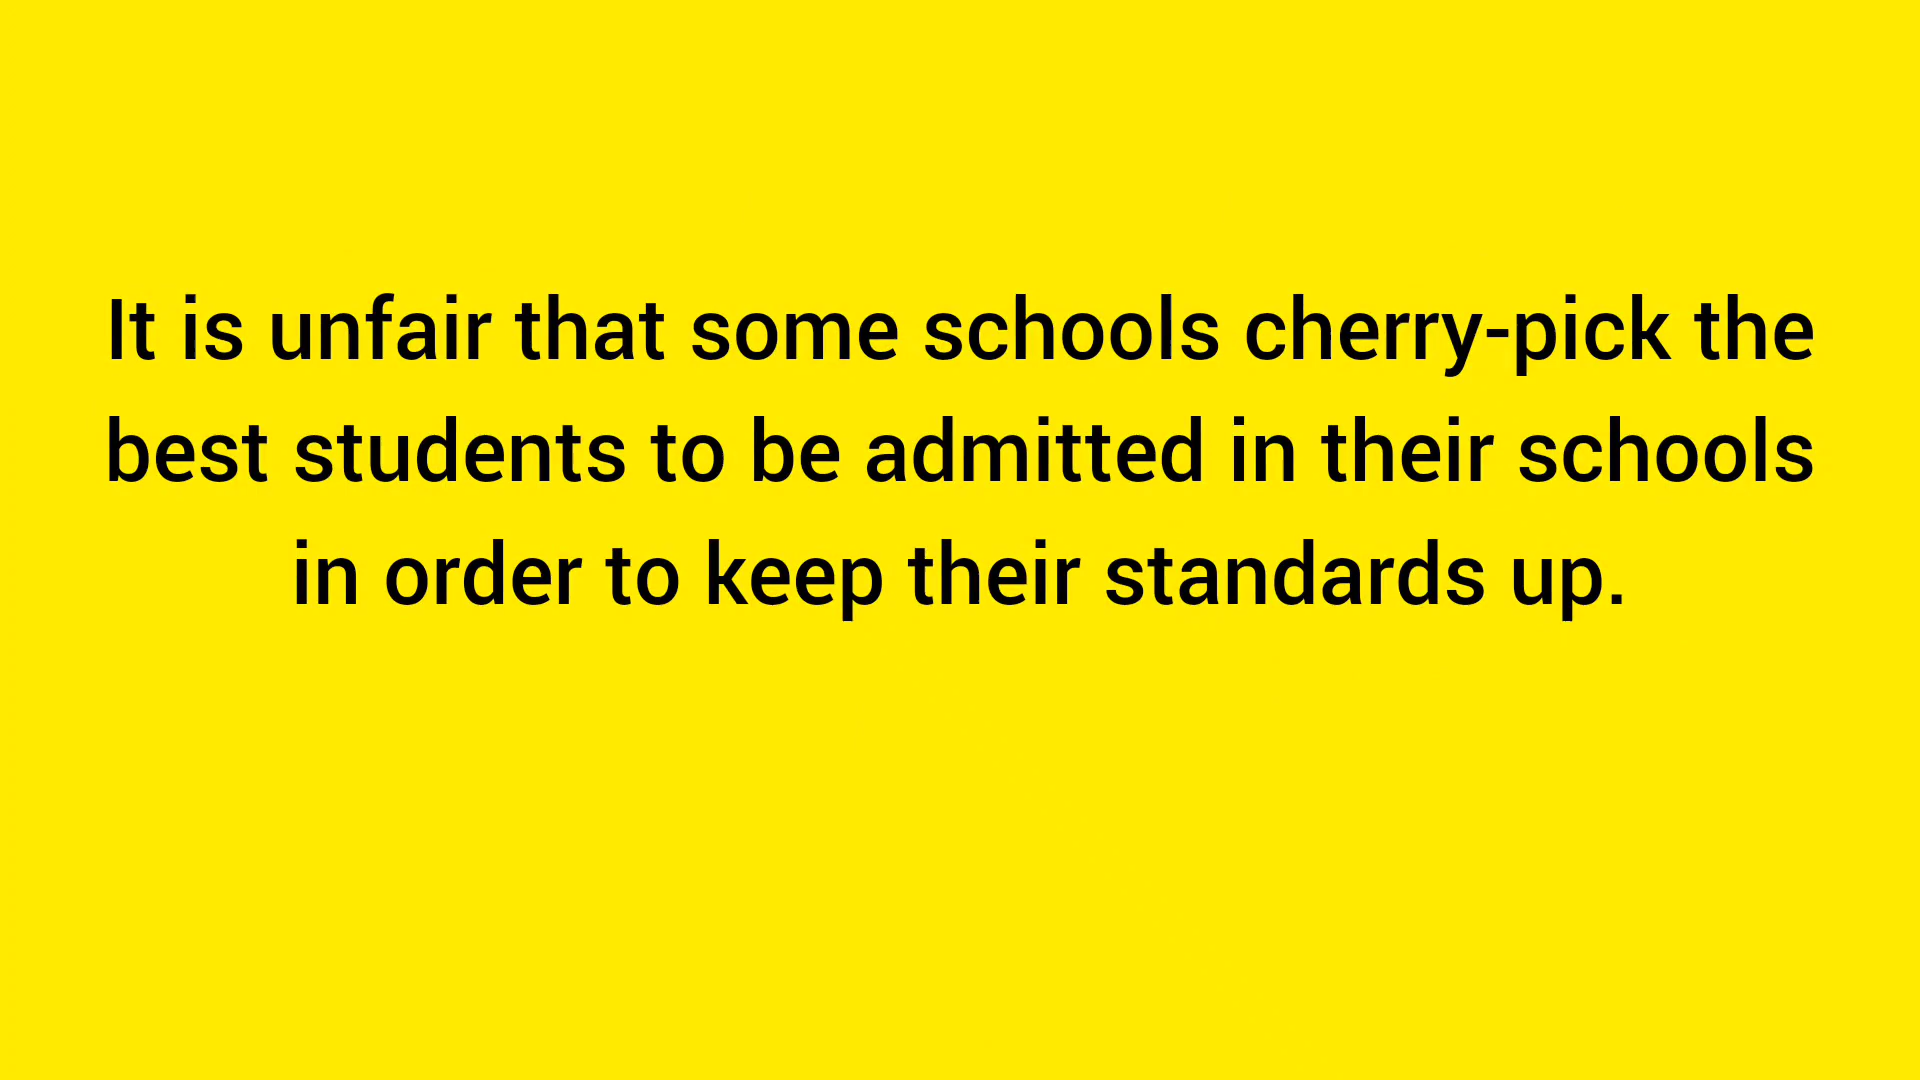 It is unfair that some schools cherry-pick the
best students to be admitted in their schools
in order to keep their standards up.